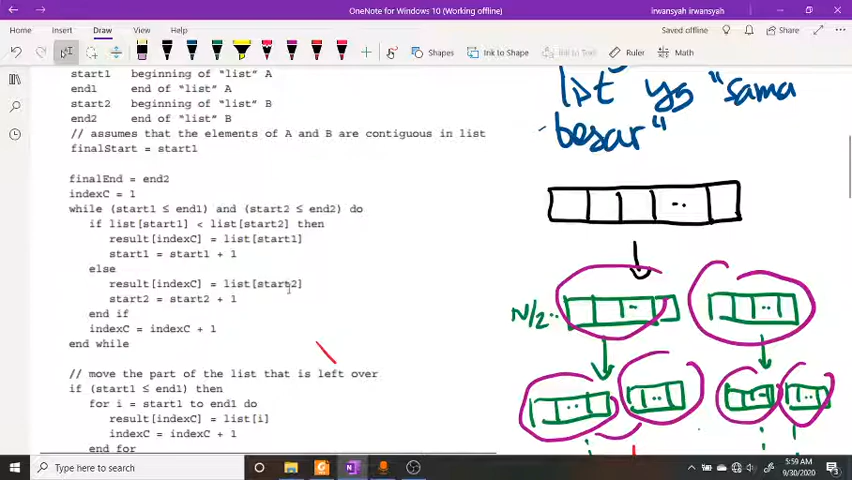 OneNote for Windows 10 (Working offline)
irwansyah irwansyah
Home Insert Draw View Help
Saved offline Share
Shapes Ink to Shape Ink to Text Ruler Math
start1 beginning of "list" A
end1 end of "list" A
start2 beginning of "list" B
end2 end of "list" B
// assumes that the elements of A and B are contiguous in list
finalStart = start1
finalEnd = end2
indexC = 1
while (start1 ≤ end1) and (start2 ≤ end2) do
if list[start1] < list[start2] then
result[indexC] = list[start1]
start1 = start1 + 1
else
result[indexC] = list[start2]
start2 = start2 + 1
end if
indexC = indexC + 1
end while
// move the part of the list that is left over
if (start1 ≤ end1) then
for i = start1 to end1 do
result[indexC] = list[i]
indexC = indexC + 1
end for
list yg "sama
besar"
N/2
Type here to search
5:59 AM
9/30/2020